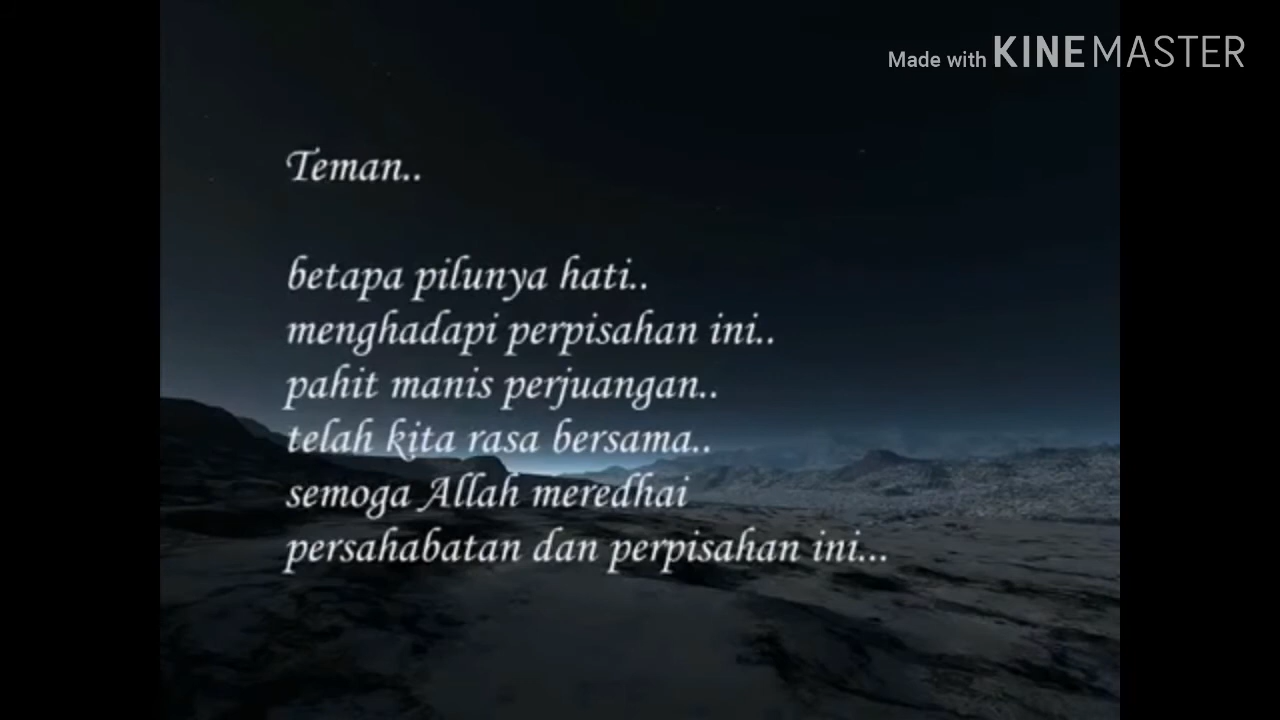 Made with KINEMASTER
Teman..
betapa pilunya hati..
menghadapi perpisahan ini..
pahit manis perjuangan..
telah kita rasa bersama..
semoga Allah meredhai
persahabatan dan perpisahan ini...